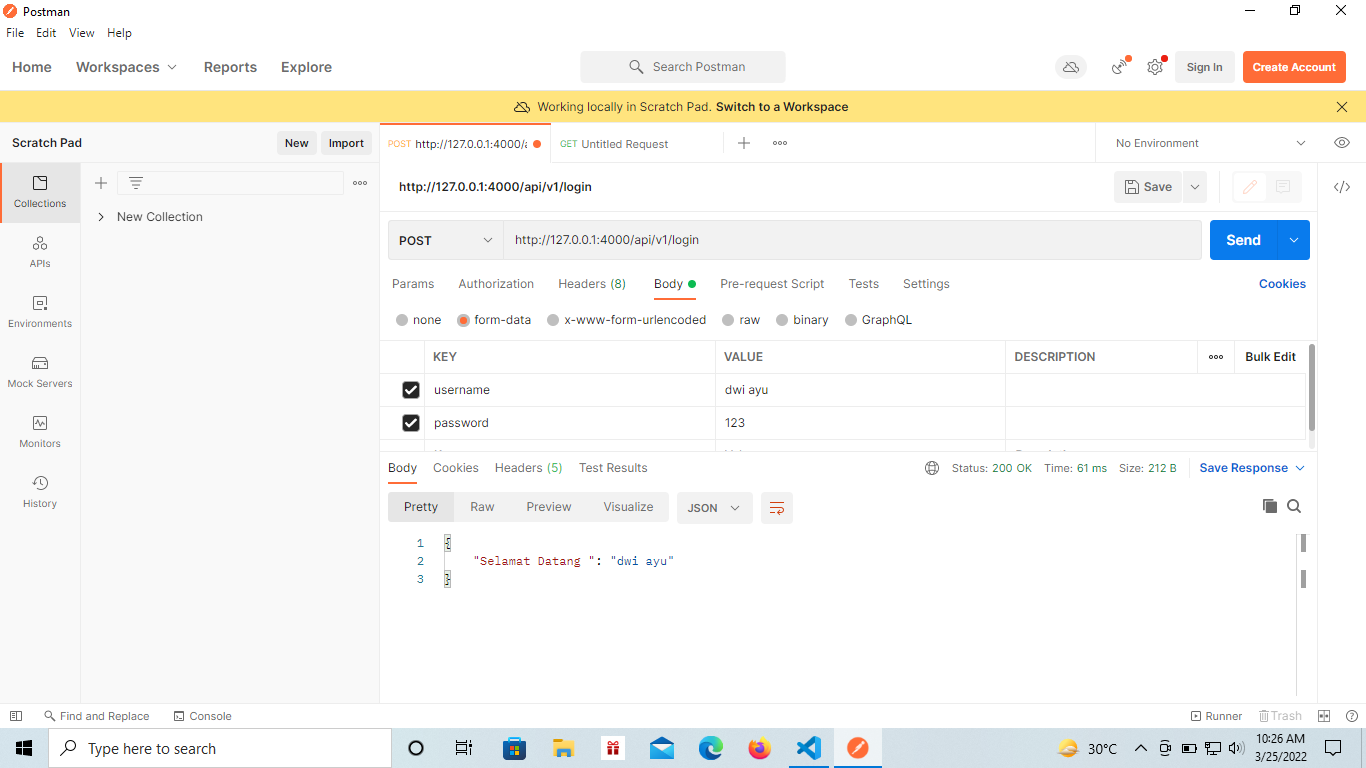 Postman
File Edit View Help
Home Workspaces Reports Explore Search Postman Sign In Create Account
Working locally in Scratch Pad. Switch to a Workspace
Scratch Pad New Import POST http://127.0.0.1:4000/a GET Untitled Request No Environment
http://127.0.0.1:4000/api/v1/login Save
Collections
New Collection
POST http://127.0.0.1:4000/api/v1/login Send
APIs
Params Authorization Headers (8) Body Pre-request Script Tests Settings Cookies
Environments
none form-data x-www-form-urlencoded raw binary GraphQL
KEY VALUE DESCRIPTION Bulk Edit
Mock Servers
username dwi ayu
password 123
Monitors
Body Cookies Headers (5) Test Results Status: 200 OK Time: 61 ms Size: 212 B Save Response
History
Pretty Raw Preview Visualize JSON
1 {
2 "Selamat Datang ": "dwi ayu"
3 }
Find and Replace Console Runner Trash
Type here to search 30°C 10:26 AM
3/25/2022